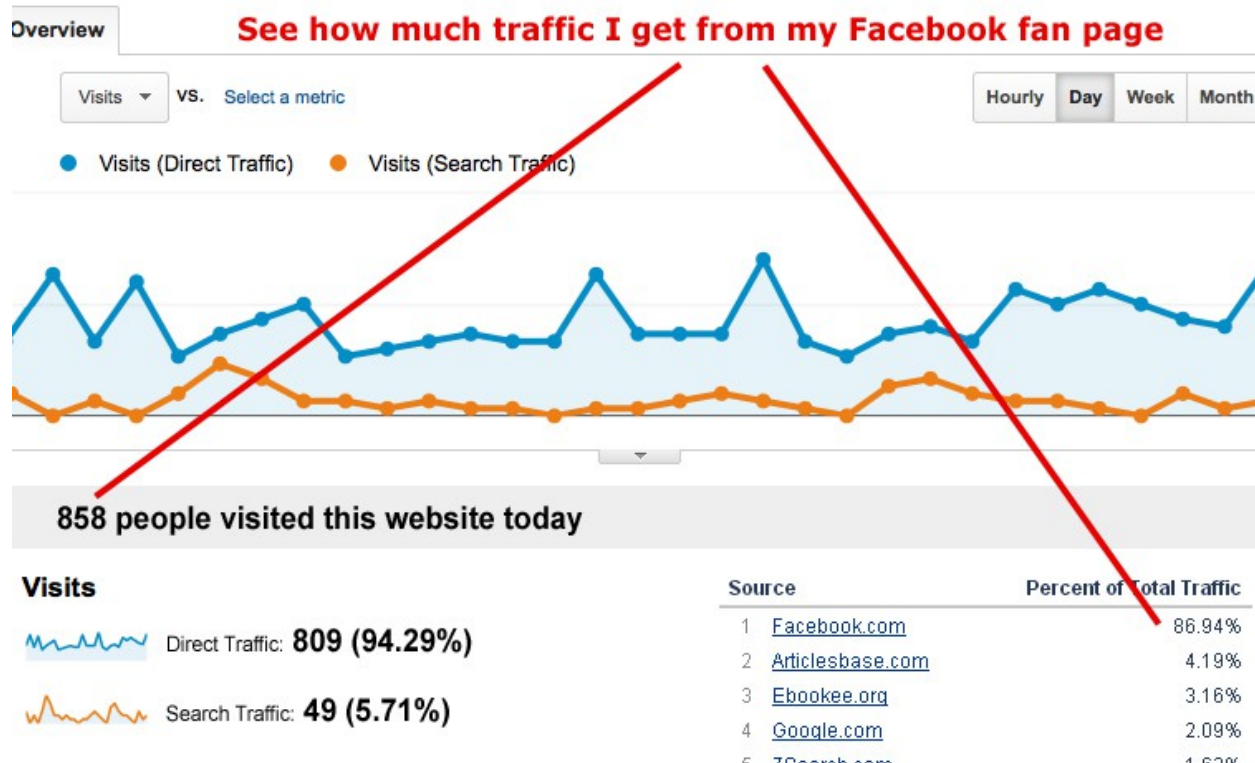 Overview
See how much traffic I get from my Facebook fan page
Visits VS. Select a metric
Hourly Day Week Month
Visits (Direct Traffic) Visits (Search Traffic)
858 people visited this website today
Visits
Direct Traffic: 809 (94.29%)
Search Traffic: 49 (5.71%)
Source Percent of Total Traffic
1 Facebook.com 86.94%
2 Articlesbase.com 4.19%
3 Ebookee.org 3.16%
4 Google.com 2.09%